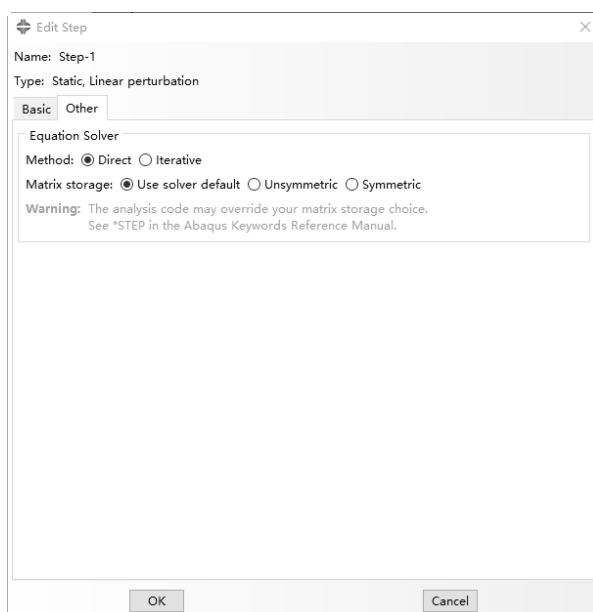 Edit Step
Name: Step-1
Type: Static, Linear perturbation
Basic Other
Equation Solver
Method: Direct Iterative
Matrix storage: Use solver default Unsymmetric Symmetric
Warning: The analysis code may override your matrix storage choice.
See *STEP in the Abaqus Keywords Reference Manual.
OK Cancel